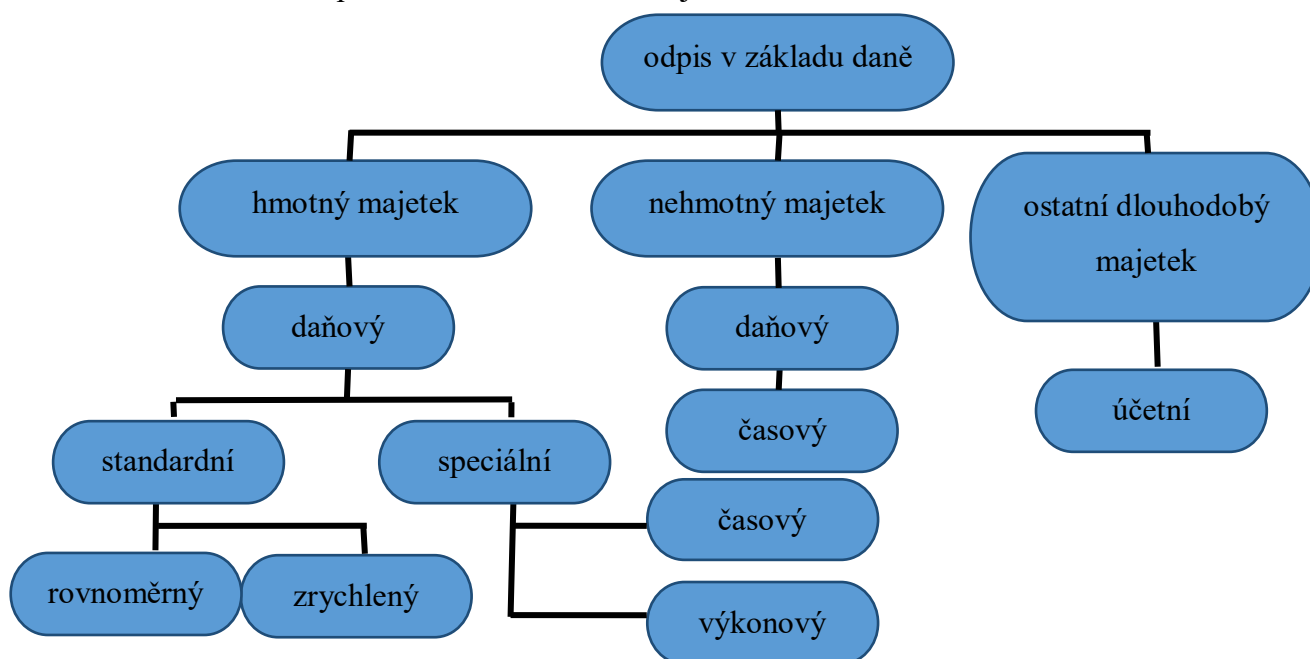 odpis v základu daně
hmotný majetek
nehmotný majetek
ostatní dlouhodobý
majetek
daňový
daňový
účetní
časový
standardní
speciální
časový
rovnoměrný
zrychlený
výkonový